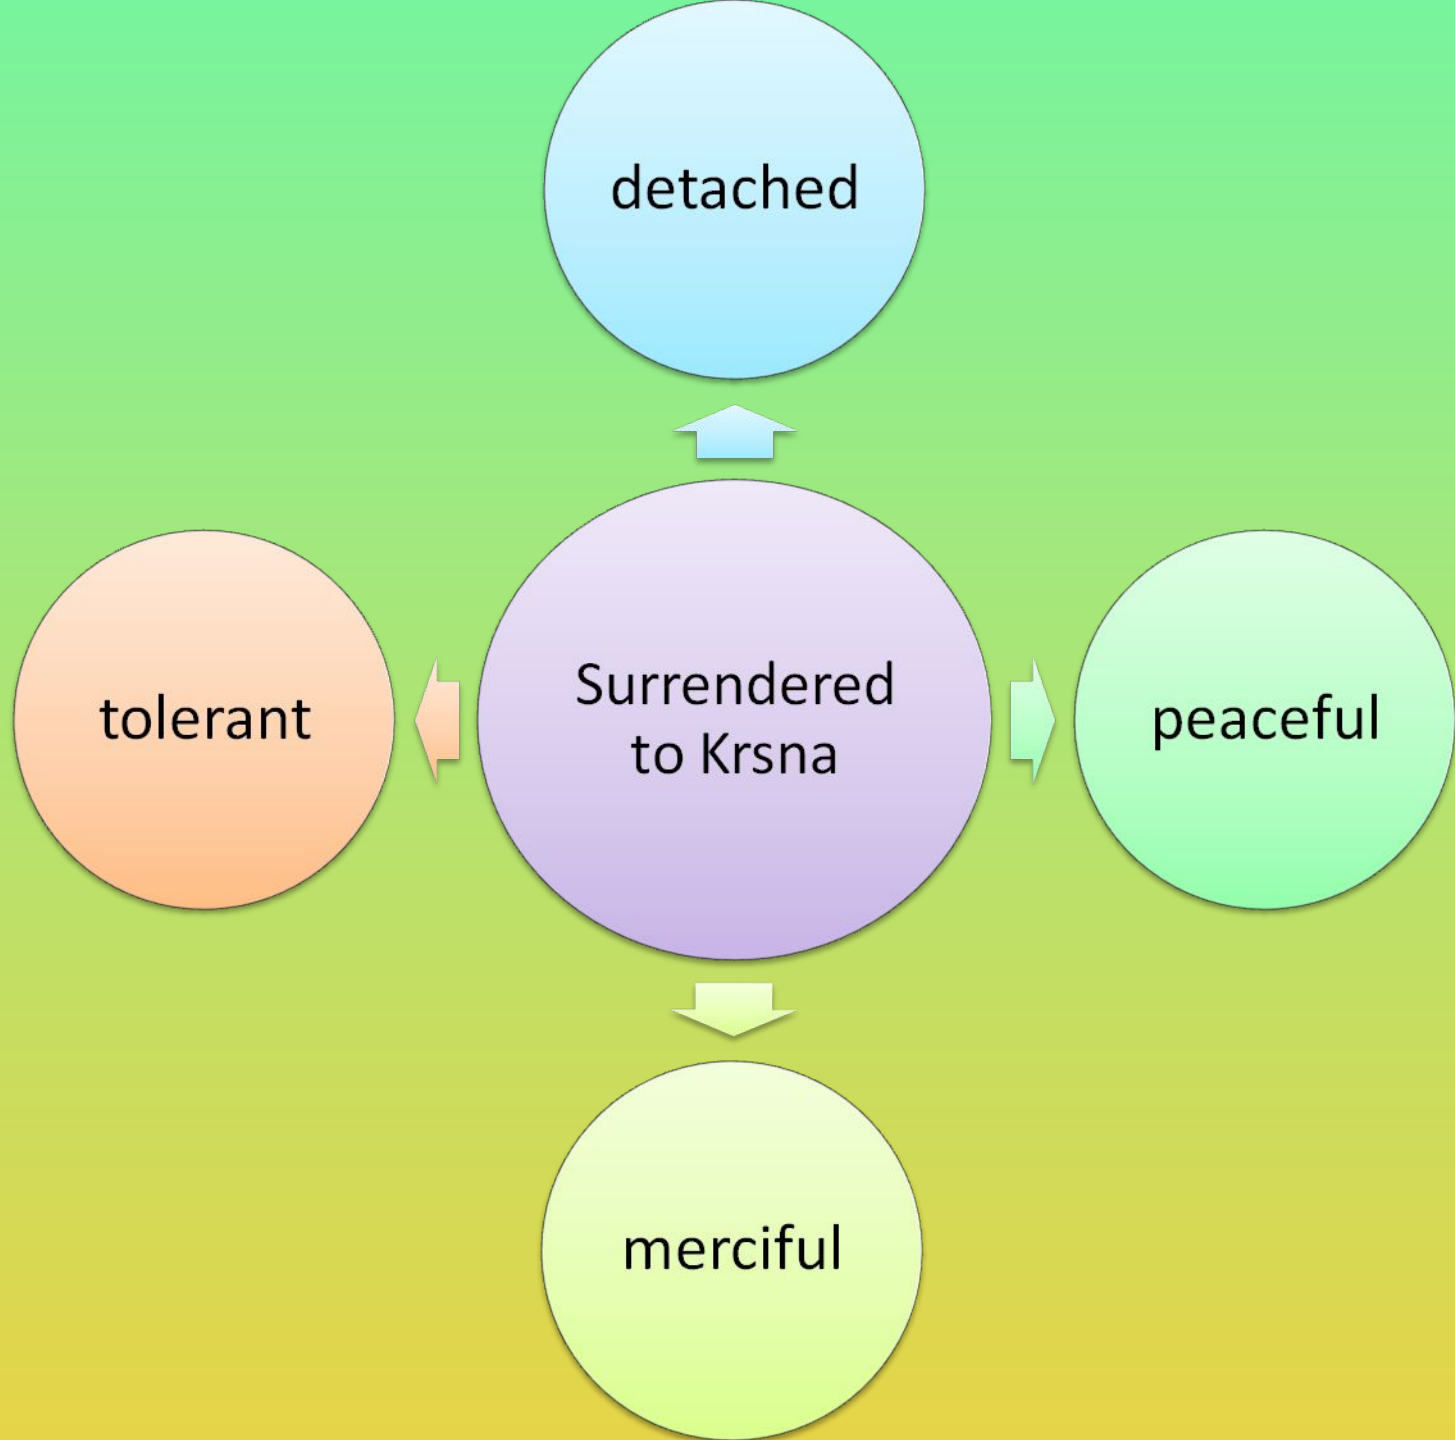 detached
tolerant
Surrendered
to Krsna
peaceful
merciful